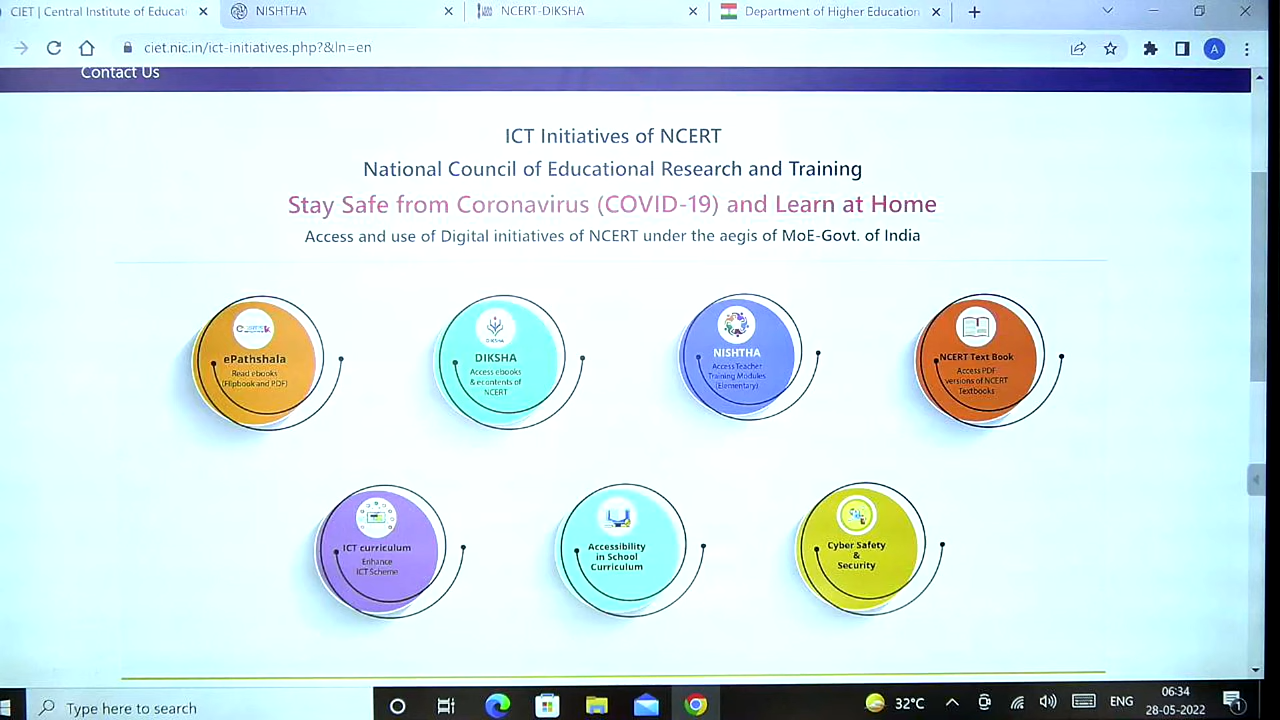 CIET | Central Institute of Educati
NISHTHA
NCERT-DIKSHA
Department of Higher Education
ciet.nic.in/ict-initiatives.php?&ln=en
A
Contact Us
ICT Initiatives of NCERT
National Council of Educational Research and Training
Stay Safe from Coronavirus (COVID-19) and Learn at Home
Access and use of Digital initiatives of NCERT under the aegis of MoE-Govt. of India
ePathshala
Read ebooks
(Flipbook and PDF)
DIKSHA
DIKSHA
Access ebooks
& econtents of
NCERT
NISHTHA
Access Teacher
Training Modules
(Elementary)
NCERT Text Book
Access PDF
versions of NCERT
Textbooks
ICT curriculum
Enhance
ICT Scheme
Accessibility
in School
Curriculum
Cyber Safety
&
Security
Type here to search
32°C
ENG
06:34
28-05-2022
1